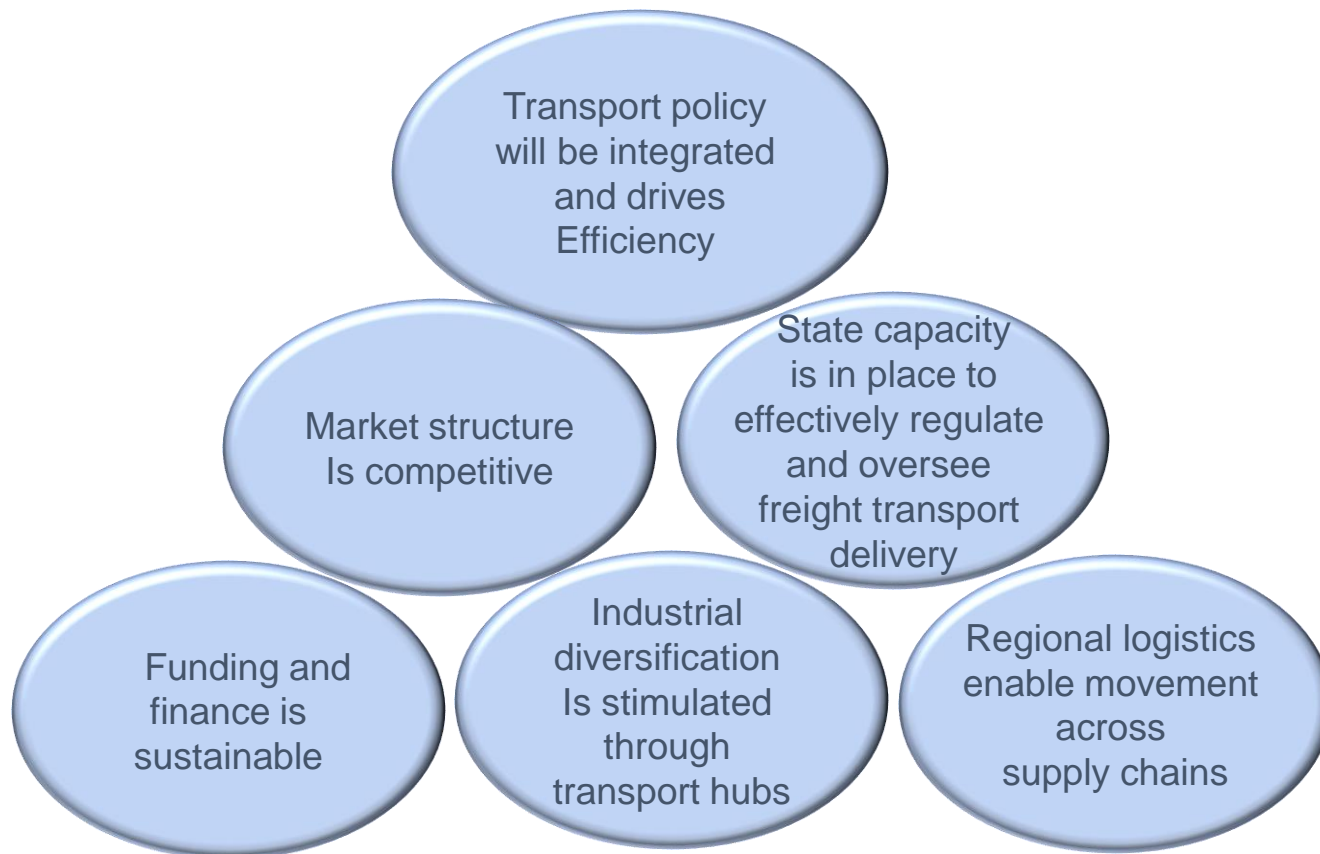 Transport policy
will be integrated
and drives
Efficiency
Market structure
Is competitive
State capacity
is in place to
effectively regulate
and oversee
freight transport
delivery
Funding and
finance is
sustainable
Industrial
diversification
Is stimulated
through
transport hubs
Regional logistics
enable movement
across
supply chains